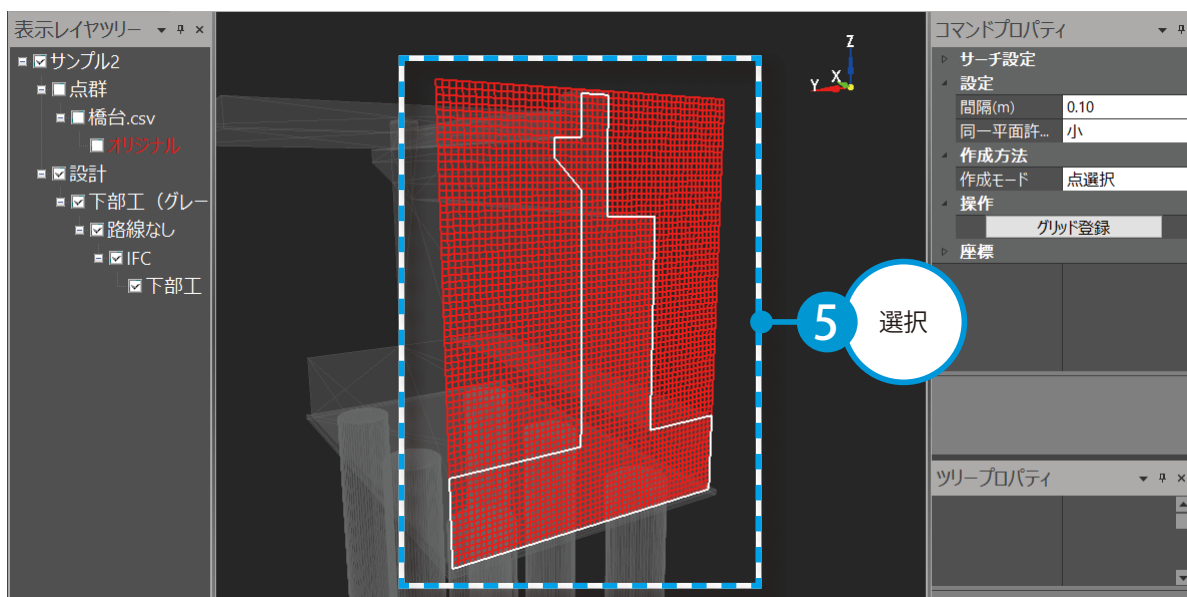 表示レイヤツリー
サンプル2
点群
橋台.csv
オリジナル
設計
下部工（グレー
路線なし
IFC
下部工
Z
X
Y
5
選択
コマンドプロパティ
サーチ設定
設定
間隔(m) 0.10
同一平面許... 小
作成方法
作成モード 点選択
操作
グリッド登録
座標
ツリープロパティ